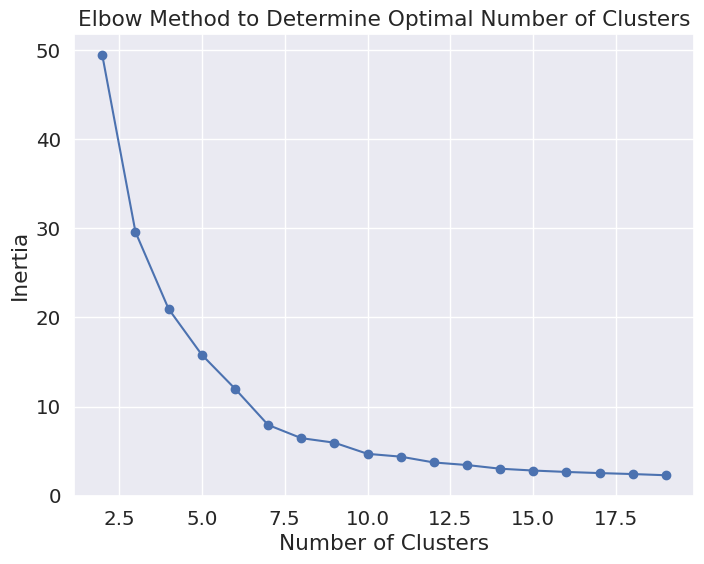 Elbow Method to Determine Optimal Number of Clusters
50
40
30
20
10
0
Inertia
2.5 5.0 7.5 10.0 12.5 15.0 17.5
Number of Clusters